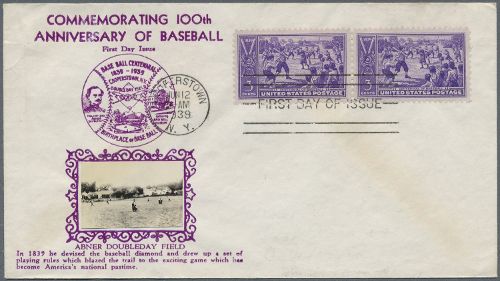 COMMEMORATING 100th
ANNIVERSARY OF BASEBALL
First Day Issue
BASE BALL CENTENNIAL
1839 - 1939
COOPERSTOWN, N.Y.
BIRTHPLACE OF BASE BALL
JUN 12
AM
N. Y.
3 CENTS
UNITED STATES POSTAGE
UNITED STATES POSTAGE
FIRST DAY OF ISSUE
ABNER DOUBLEDAY FIELD
In 1839 he devised the baseball diamond and drew up a set of
playing rules which blazed the trail to the exciting game which has
become America's national pastime.